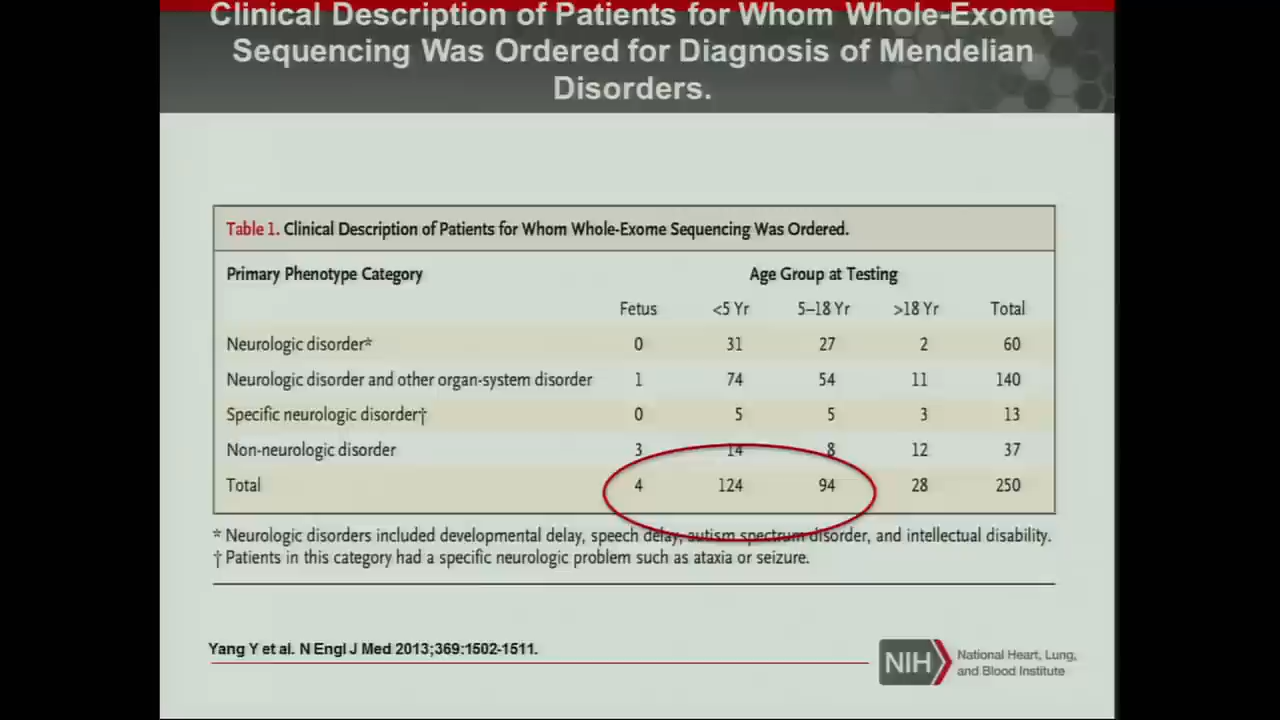 Clinical Description of Patients for Whom Whole-Exome
Sequencing Was Ordered for Diagnosis of Mendelian
Disorders.
Table 1. Clinical Description of Patients for Whom Whole-Exome Sequencing Was Ordered.
Primary Phenotype Category Age Group at Testing
Fetus <5 Yr 5–18 Yr >18 Yr Total
Neurologic disorder* 0 31 27 2 60
Neurologic disorder and other organ-system disorder 1 74 54 11 140
Specific neurologic disorder† 0 5 5 3 13
Non-neurologic disorder 3 14 8 12 37
Total 4 124 94 28 250
* Neurologic disorders included developmental delay, speech delay, autism spectrum disorder, and intellectual disability.
† Patients in this category had a specific neurologic problem such as ataxia or seizure.
Yang Y et al. N Engl J Med 2013;369:1502-1511.
NIH National Heart, Lung,
and Blood Institute